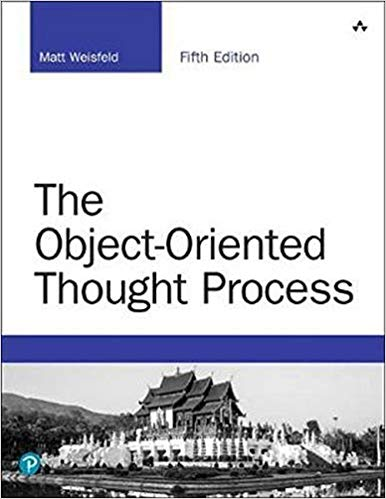 Matt Weisfeld
Fifth Edition
The
Object-Oriented
Thought Process
P